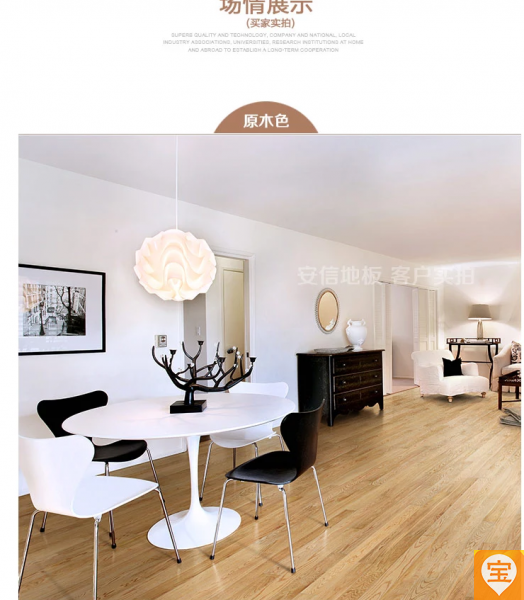 场情展示
(买家实拍)
SUPERB QUALITY AND TECHNOLOGY, COMPANY AND NATIONAL, LOCAL
INDUSTRY ASSOCIATIONS, UNIVERSITIES, RESEARCH INSTITUTIONS AT HOME
AND ABROAD TO ESTABLISH A LONG-TERM COOPERATION
原木色
安信地板 客户实拍
宝